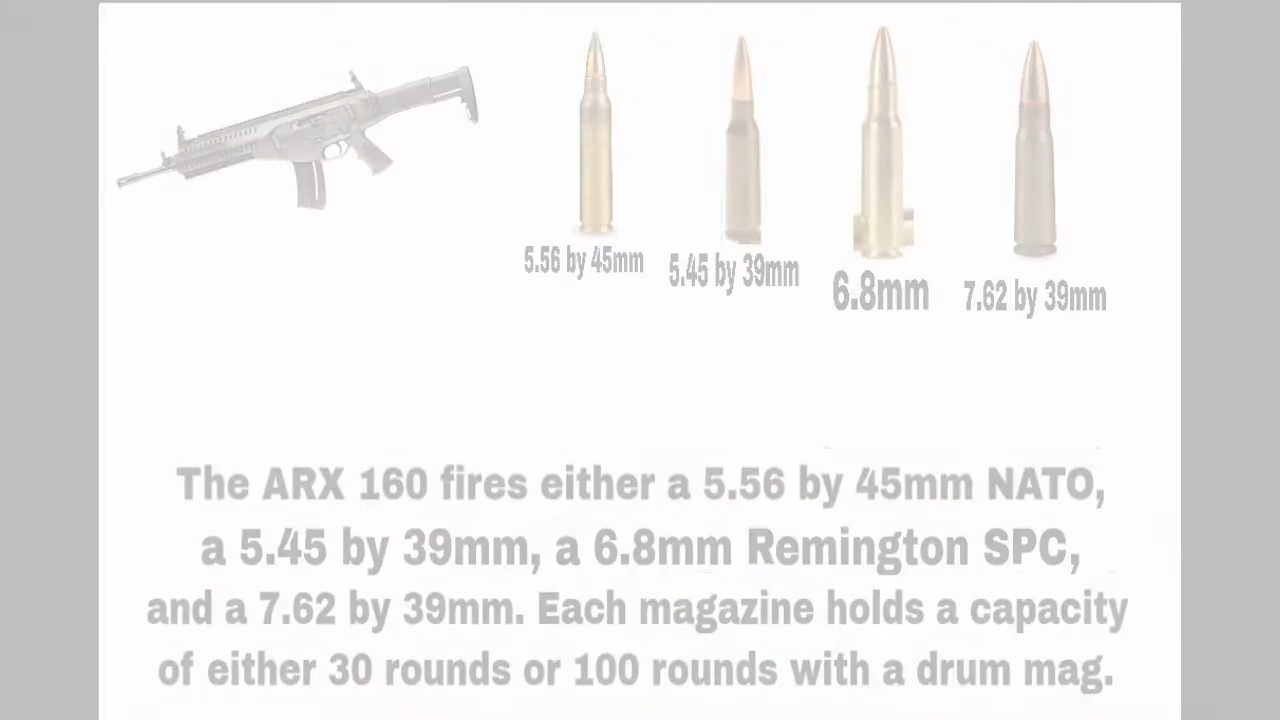 5.56 by 45mm
5.45 by 39mm
6.8mm
7.62 by 39mm
The ARX 160 fires either a 5.56 by 45mm NATO,
a 5.45 by 39mm, a 6.8mm Remington SPC,
and a 7.62 by 39mm. Each magazine holds a capacity
of either 30 rounds or 100 rounds with a drum mag.